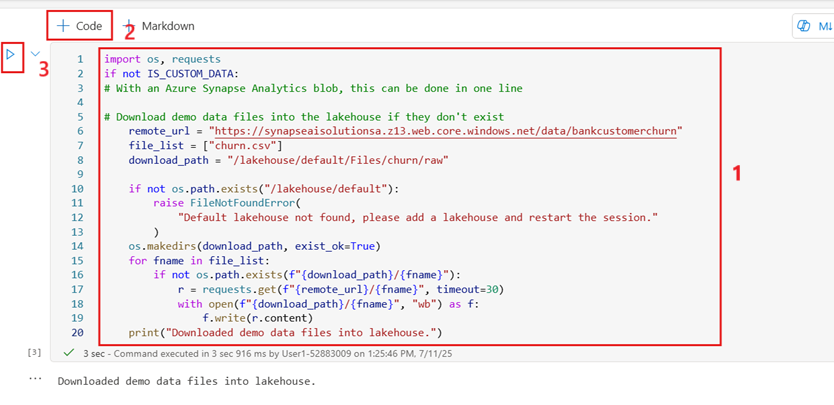 + Code 2 + Markdown M↓
3
1 import os, requests
2 if not IS_CUSTOM_DATA:
3 # With an Azure Synapse Analytics blob, this can be done in one line
4
5 # Download demo data files into the lakehouse if they don't exist
6     remote_url = "https://synapseaisolutionsa.z13.web.core.windows.net/data/bankcustomerchurn"
7     file_list = ["churn.csv"]
8     download_path = "/lakehouse/default/Files/churn/raw"
9
1
10     if not os.path.exists("/lakehouse/default"):
11         raise FileNotFoundError(
12             "Default lakehouse not found, please add a lakehouse and restart the session."
13         )
14     os.makedirs(download_path, exist_ok=True)
15     for fname in file_list:
16         if not os.path.exists(f"{download_path}/{fname}"):
17             r = requests.get(f"{remote_url}/{fname}", timeout=30)
18             with open(f"{download_path}/{fname}", "wb") as f:
19                 f.write(r.content)
20     print("Downloaded demo data files into lakehouse.")
[3] ✓ 3 sec - Command executed in 3 sec 916 ms by User1-52883009 on 1:25:46 PM, 7/11/25
... Downloaded demo data files into lakehouse.